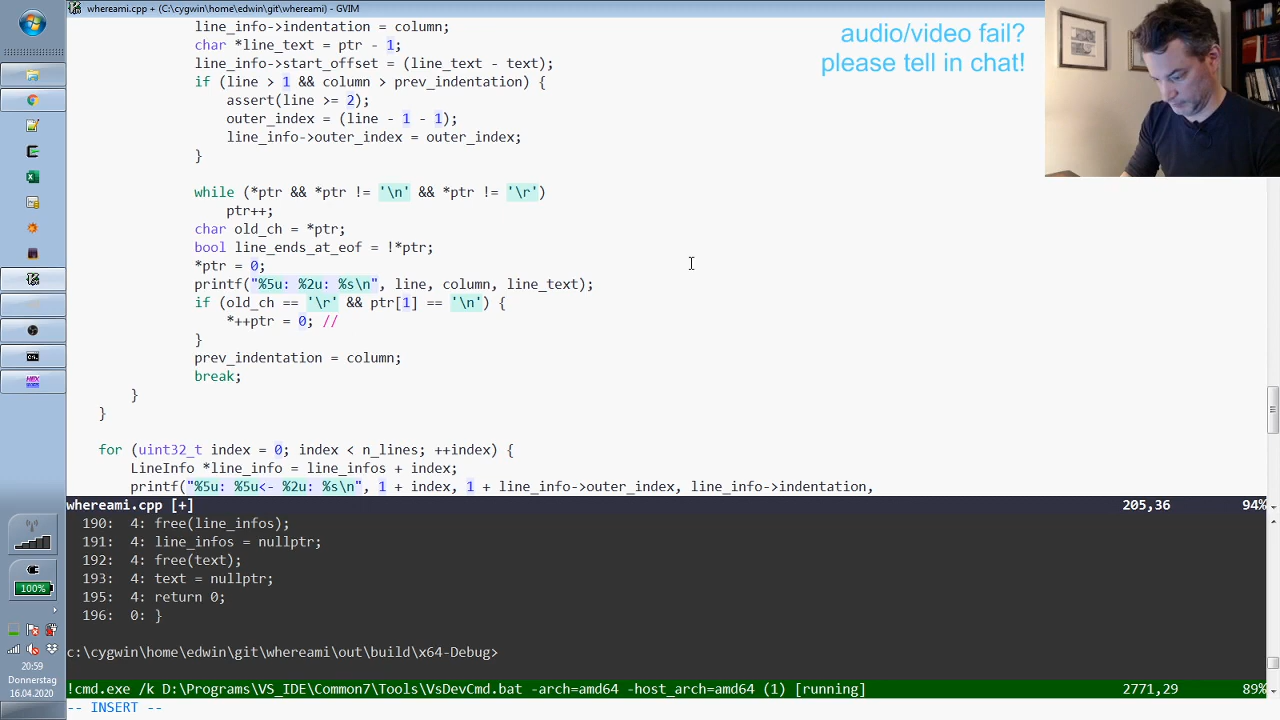 whereami.cpp + (C:\cygwin\home\edwin\git\whereami) - GVIM
line_info->indentation = column;
char *line_text = ptr - 1;
line_info->start_offset = (line_text - text);
if (line > 1 && column > prev_indentation) {
assert(line >= 2);
outer_index = (line - 1 - 1);
line_info->outer_index = outer_index;
}
while (*ptr && *ptr != '\n' && *ptr != '\r')
ptr++;
char old_ch = *ptr;
bool line_ends_at_eof = !*ptr;
*ptr = 0;
printf("%5u: %2u: %s\n", line, column, line_text);
if (old_ch == '\r' && ptr[1] == '\n') {
*++ptr = 0; //
}
prev_indentation = column;
break;
}
}
for (uint32_t index = 0; index < n_lines; ++index) {
LineInfo *line_info = line_infos + index;
printf("%5u: %5u<- %2u: %s\n", 1 + index, 1 + line_info->outer_index, line_info->indentation,
whereami.cpp [+] 205,36 94%
190: 4: free(line_infos);
191: 4: line_infos = nullptr;
192: 4: free(text);
193: 4: text = nullptr;
195: 4: return 0;
196: 0: }
c:\cygwin\home\edwin\git\whereami\out\build\x64-Debug>
!cmd.exe /k D:\Programs\VS_IDE\Common7\Tools\VsDevCmd.bat -arch=amd64 -host_arch=amd64 (1) [running] 2771,29 89%
-- INSERT --
audio/video fail?
please tell in chat!
100%
20:59
Donnerstag
16.04.2020